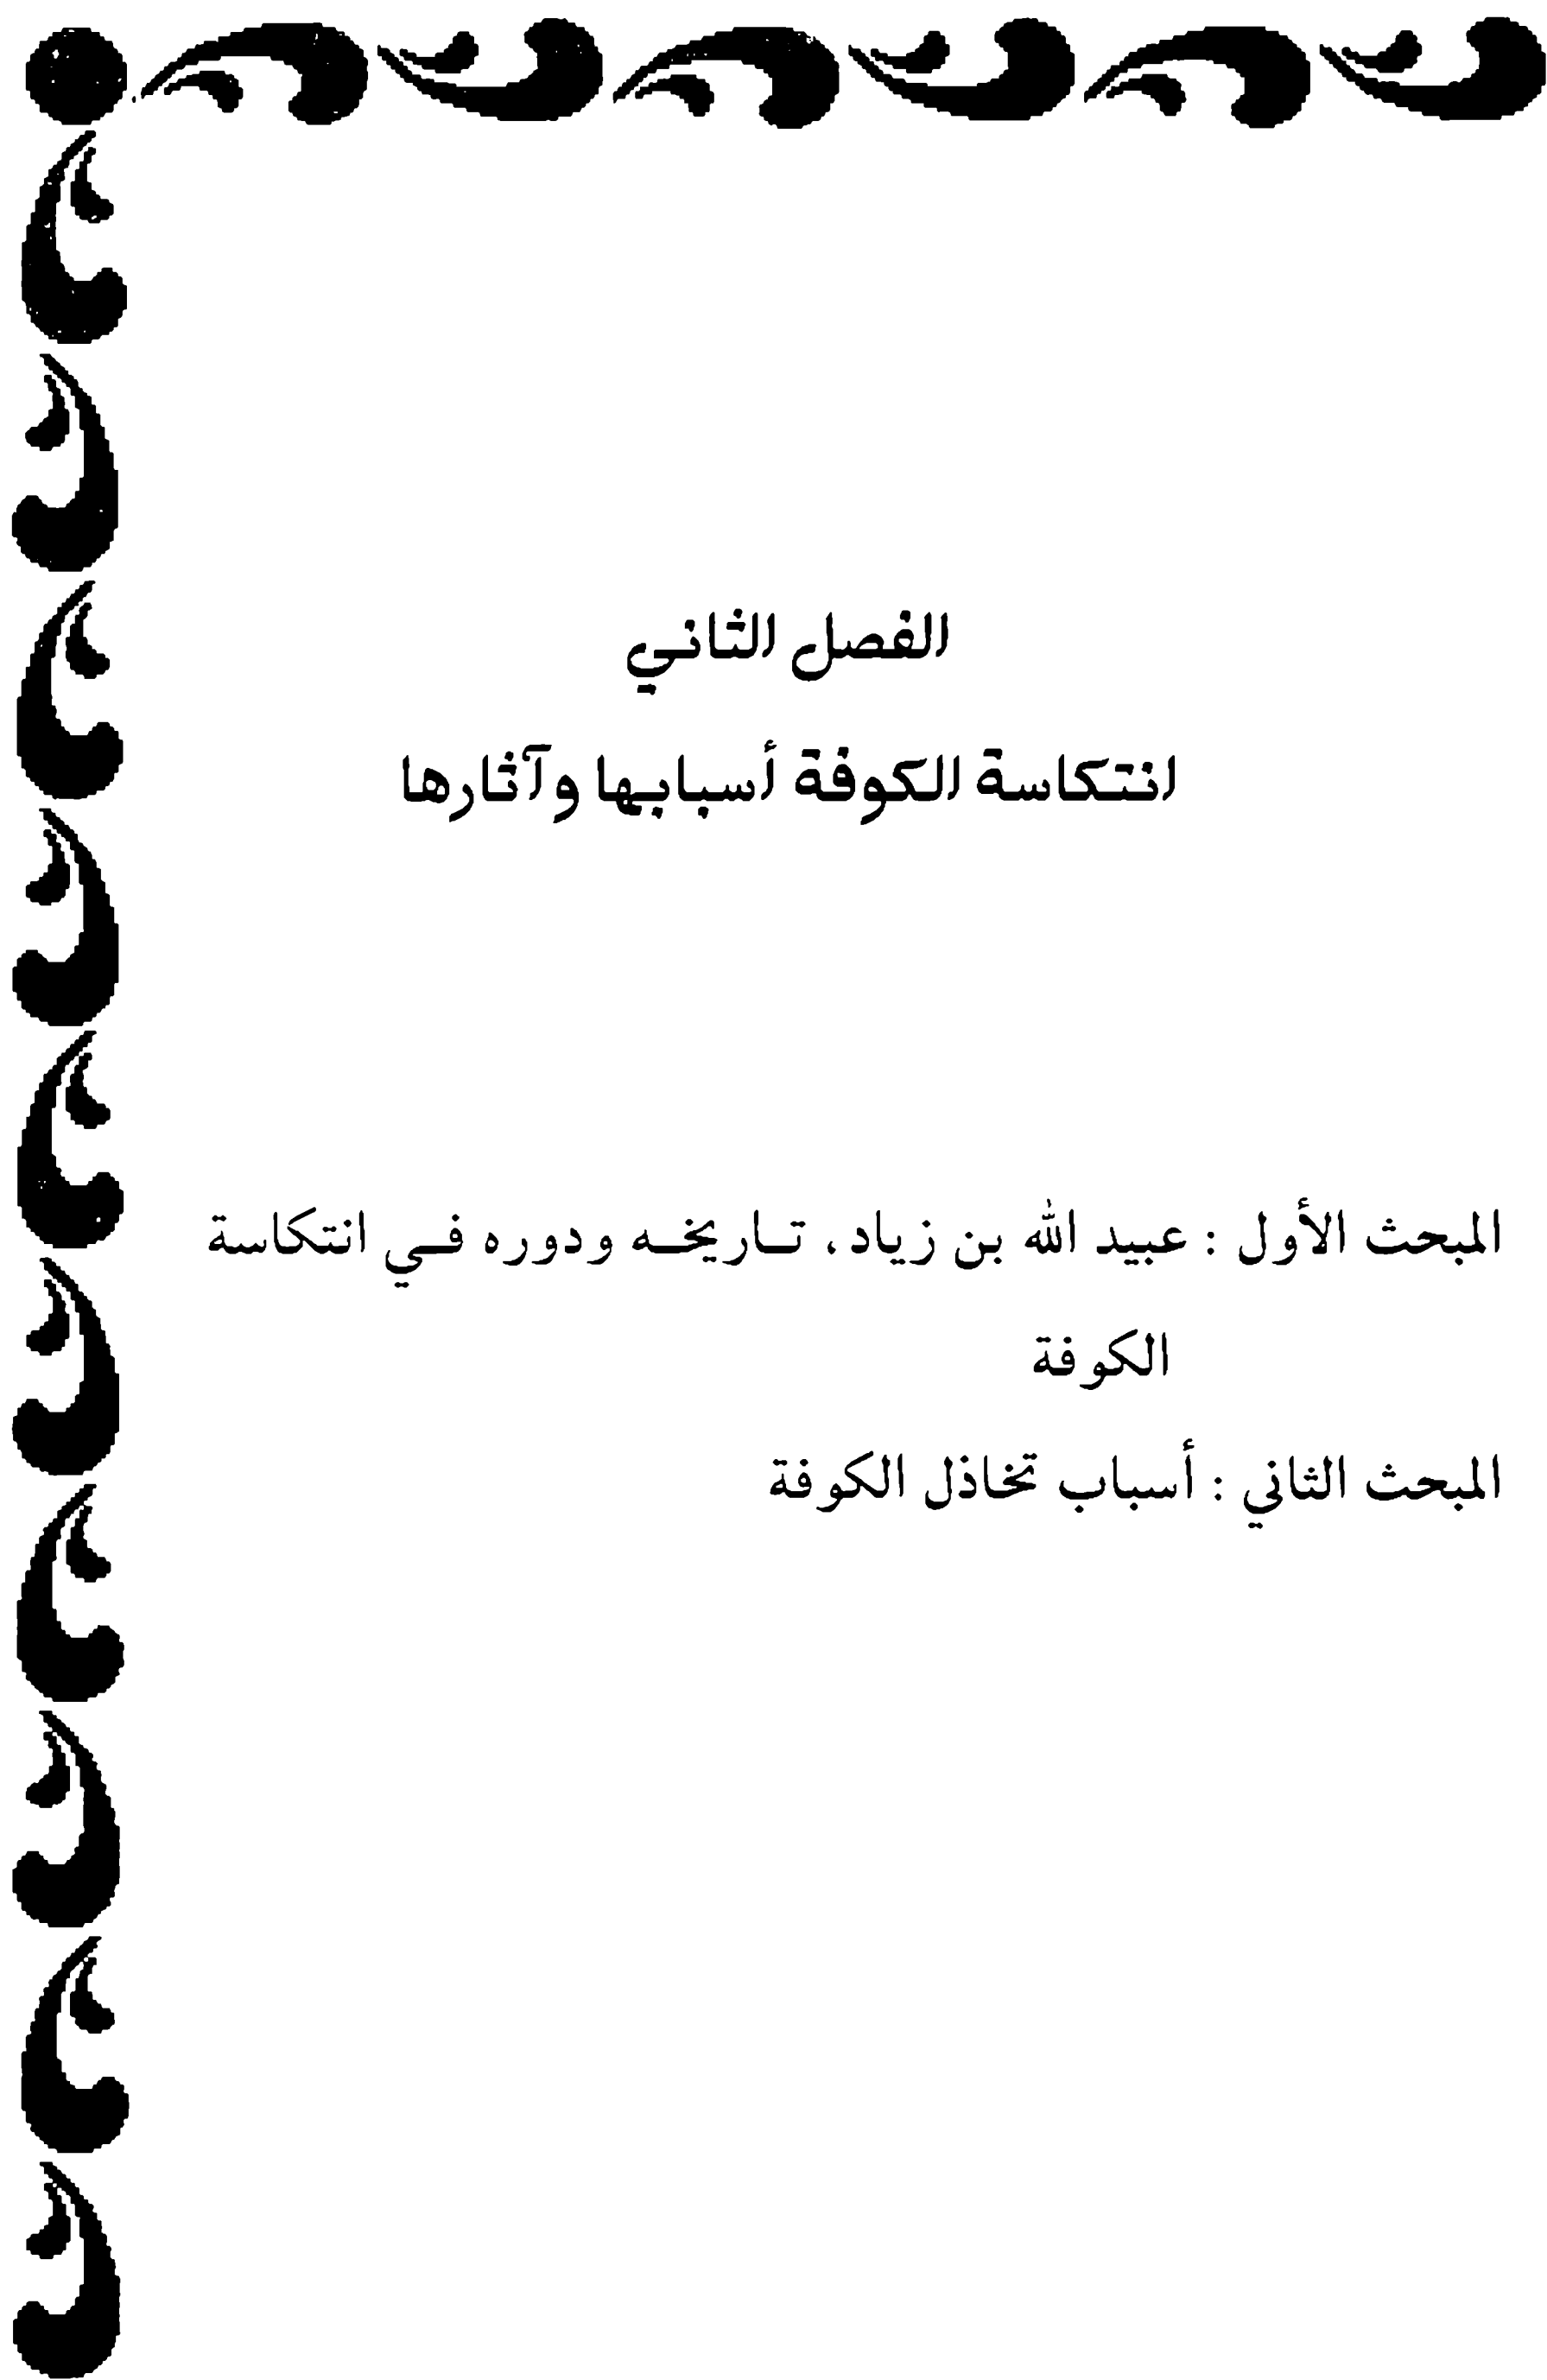 الفصل الثاني
انتكاسة الكوفة أسبابها وآثارها
المبحث الأول : عبيد الله بن زياد، تاريخه ودوره في انتكاسة
الكوفة
المبحث الثاني : أسباب تخاذل الكوفة